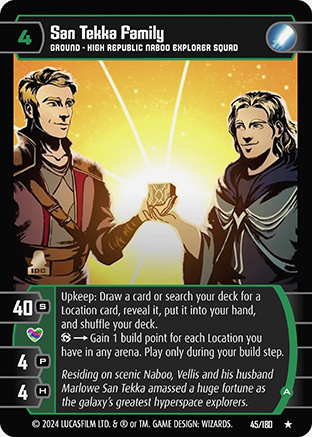 4
San Tekka Family
GROUND - HIGH REPUBLIC NABOO EXPLORER SQUAD
IDC
40 S
4 P
4 H
Upkeep: Draw a card or search your deck for a
Location card, reveal it, put it into your hand,
and shuffle your deck.
→ Gain 1 build point for each Location you
have in any arena. Play only during your build step.
Residing on scenic Naboo, Vellis and his husband
Marlowe San Tekka amassed a huge fortune as
the galaxy's greatest hyperspace explorers.
A
© 2024 LUCASFILM LTD. & ® OR TM. GAME DESIGN: WIZARDS. 45/180 ★